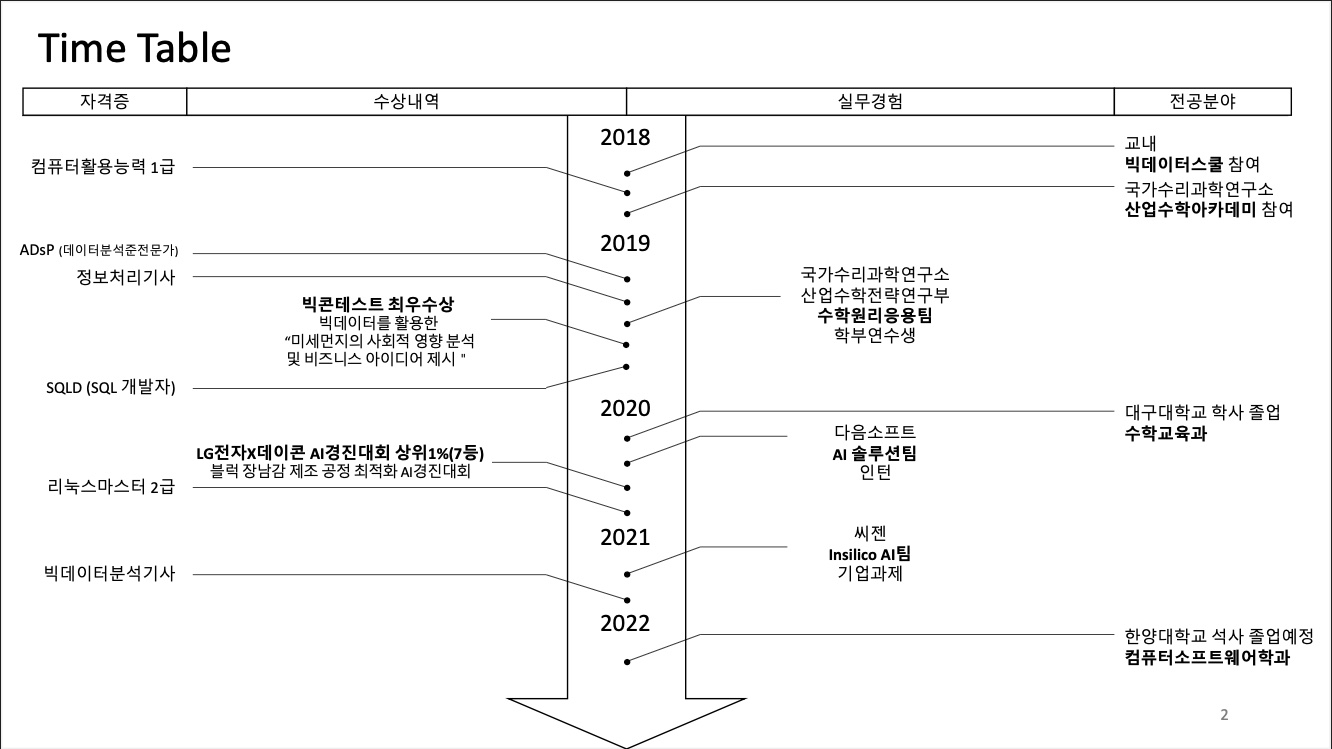 Time Table
자격증
수상내역
실무경험
전공분야
2018
교내
빅데이터스쿨 참여
컴퓨터활용능력 1급
국가수리과학연구소
산업수학아카데미 참여
2019
ADsP (데이터분석준전문가)
정보처리기사
국가수리과학연구소
산업수학전략연구부
수학원리응용팀
학부연수생
빅콘테스트 최우수상
빅데이터를 활용한
“미세먼지의 사회적 영향 분석
및 비즈니스 아이디어 제시 "
SQLD (SQL 개발자)
2020
대구대학교 학사 졸업
수학교육과
다음소프트
AI 솔루션팀
인턴
LG전자X데이콘 AI경진대회 상위1%(7등)
블럭 장남감 제조 공정 최적화 AI경진대회
리눅스마스터 2급
2021
씨젠
Insilico AI팀
기업과제
빅데이터분석기사
2022
한양대학교 석사 졸업예정
컴퓨터소프트웨어학과
2